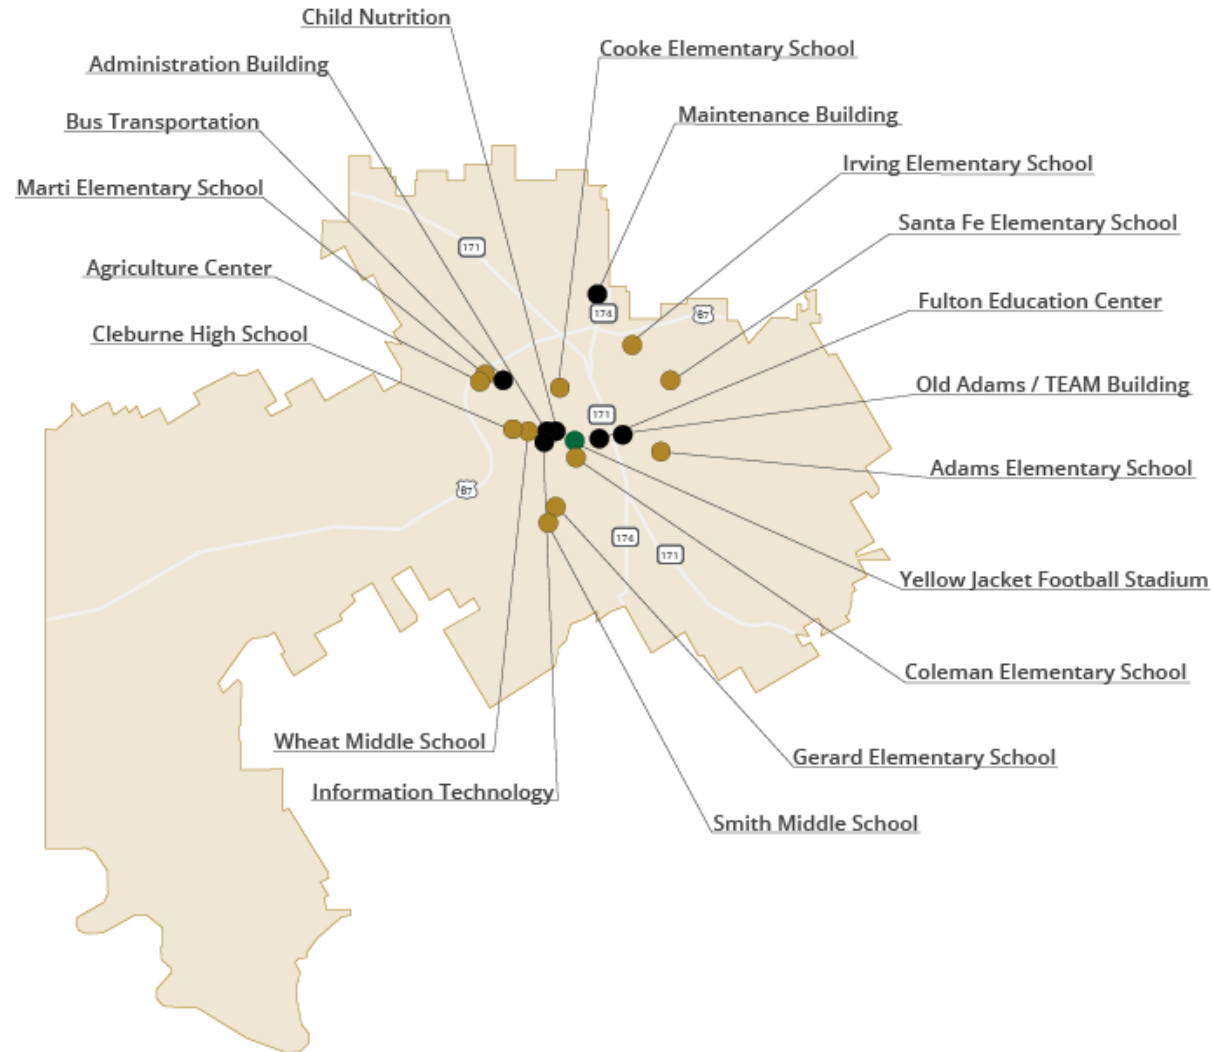 Child Nutrition
Cooke Elementary School
Administration Building
Maintenance Building
Bus Transportation
Irving Elementary School
Marti Elementary School
Santa Fe Elementary School
171
Agriculture Center
Fulton Education Center
174
67
Cleburne High School
Old Adams / TEAM Building
171
Adams Elementary School
67
174
171
Yellow Jacket Football Stadium
Coleman Elementary School
Wheat Middle School
Gerard Elementary School
Information Technology
Smith Middle School